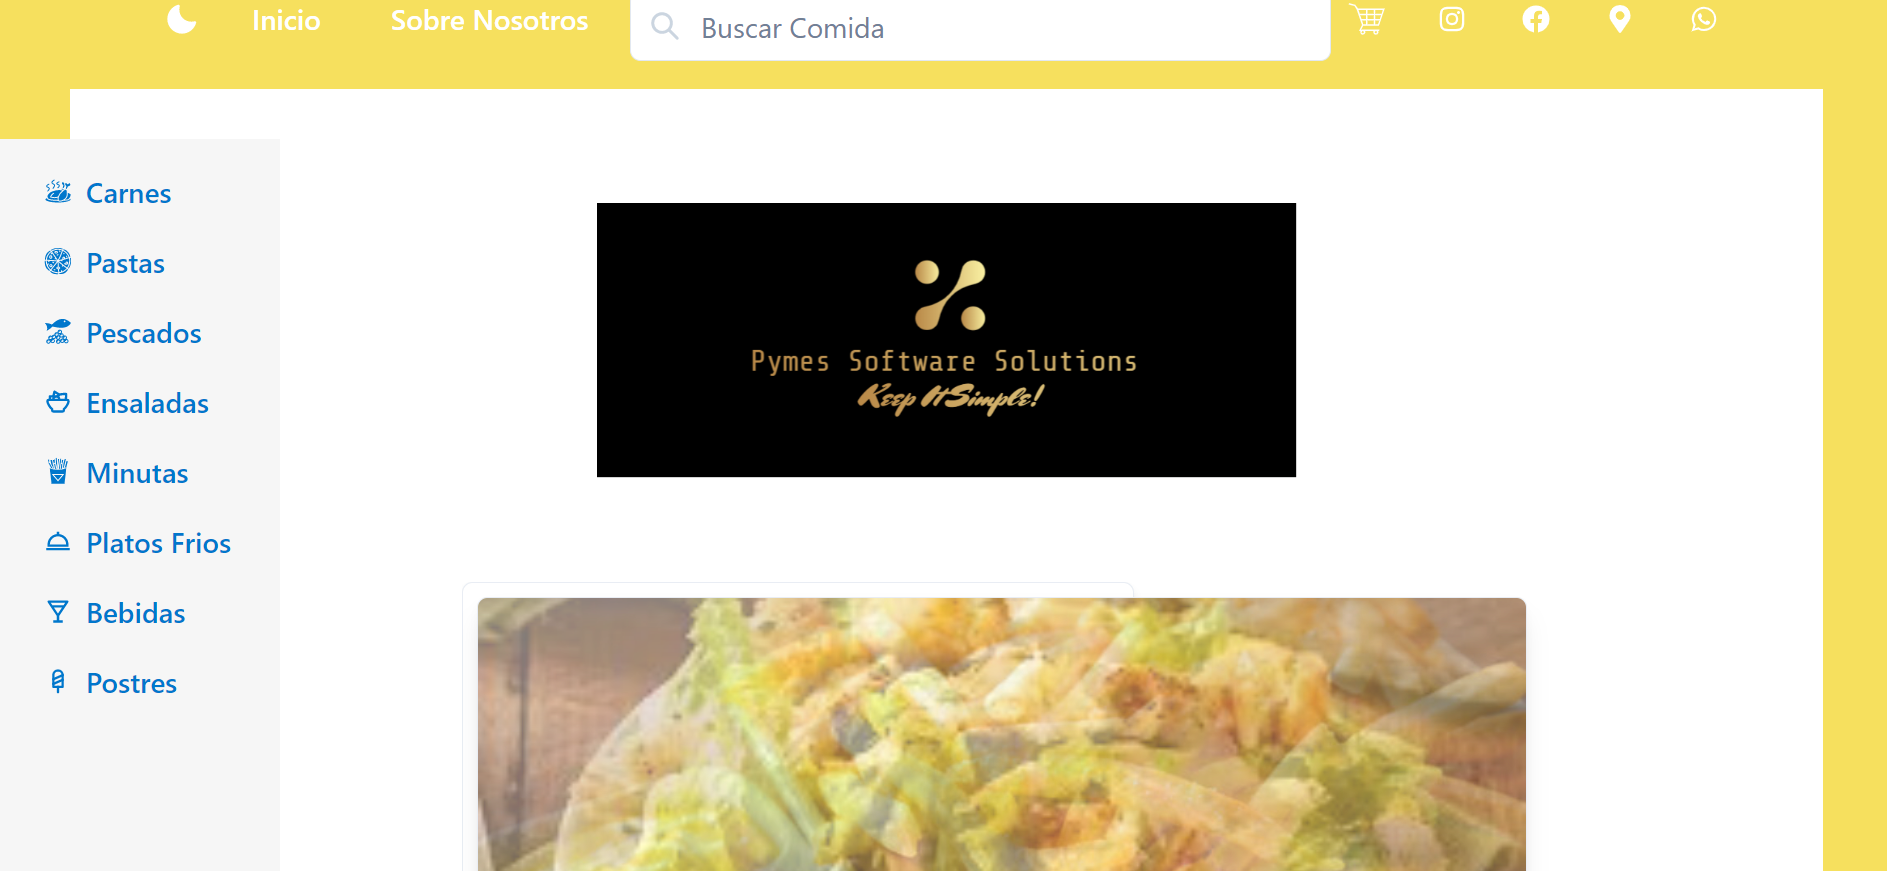 Inicio
Sobre Nosotros
Buscar Comida
Carnes
Pastas
Pescados
Ensaladas
Minutas
Platos Frios
Bebidas
Postres
Pymes Software Solutions
Keep It Simple!